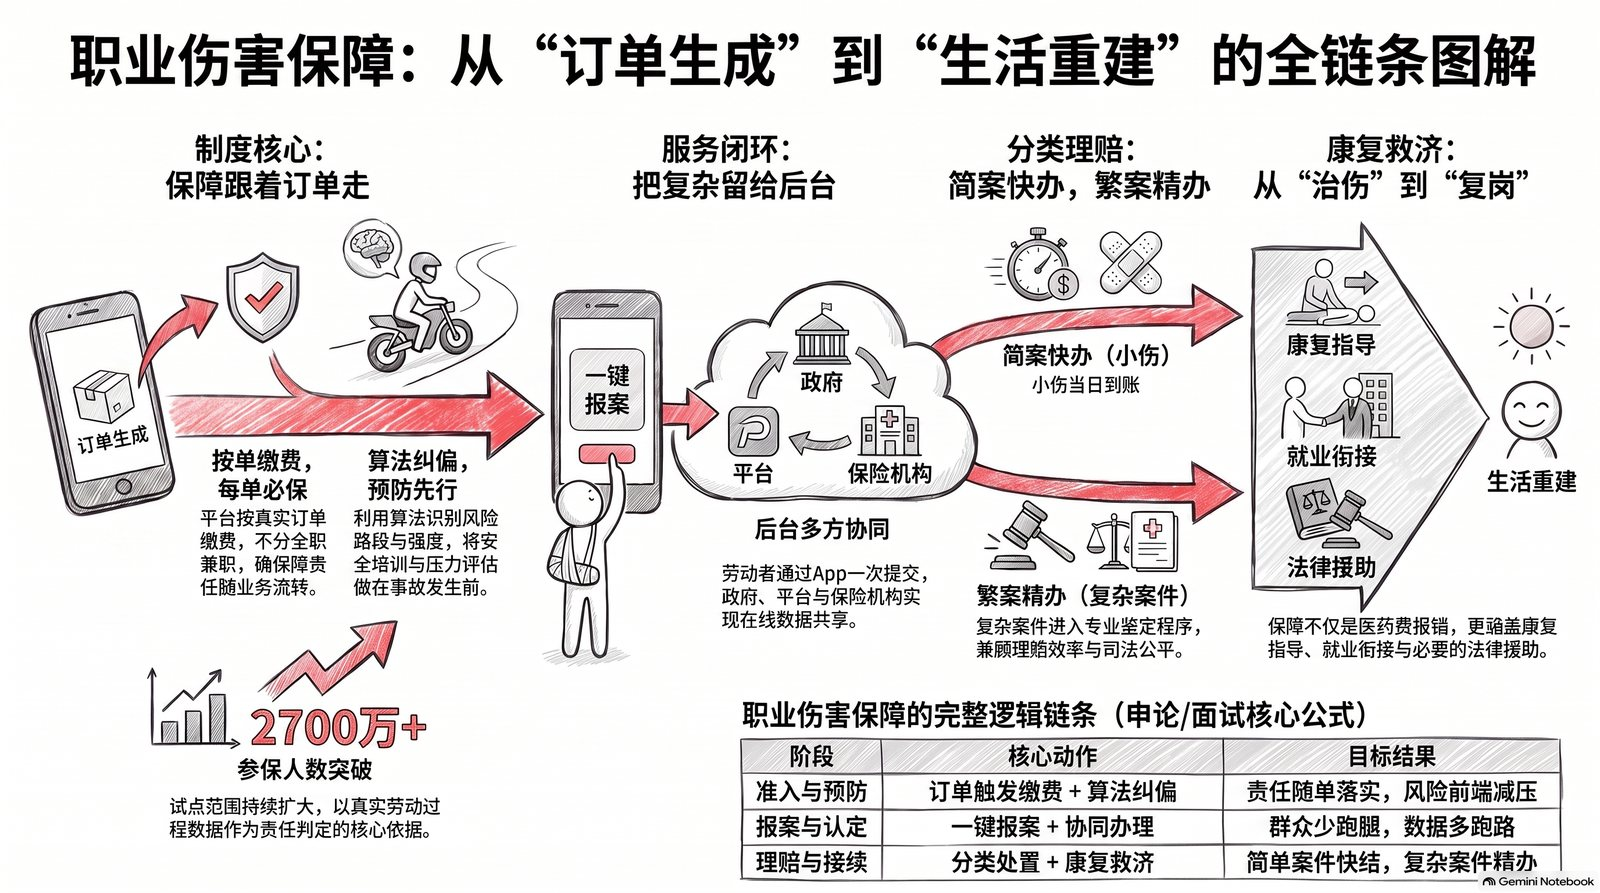 职业伤害保障：从“订单生成”到“生活重建”的全链条图解
制度核心：
保障跟着订单走
订单生成
按单缴费，
每单必保
平台按真实订单
缴费，不分全职
兼职，确保障责
任随业务流转。
算法纠偏，
预防先行
利用算法识别风险
路段与强度，将安
全培训与压力评估
做在事故发生前。
2700万+
参保人数突破
试点范围持续扩大，以真实劳动过
程数据作为责任判定的核心依据。
服务闭环：
把复杂留给后台
一键
报案
政府
平台
保险机构
后台多方协同
劳动者通过App一次提交，
政府、平台与保险机构实
现在线数据共享。
分类理赔：
简案快办，繁案精办
$
简案快办（小伤）
小伤当日到账
繁案精办（复杂案件）
复杂案件进入专业鉴定程序，
兼顾理赔效率与司法公平。
康复救济：
从“治伤”到“复岗”
康复指导
就业衔接
法律援助
生活重建
保障不仅是医药费报销，更涵盖康复
指导、就业衔接与必要的法律援助。
职业伤害保障的完整逻辑链条（申论/面试核心公式）
阶段 核心动作 目标结果
准入与预防 订单触发缴费 + 算法纠偏 责任随单落实，风险前端减压
报案与认定 一键报案 + 协同办理 群众少跑腿，数据多跑路
理赔与接续 分类处置 + 康复救济 简单案件快结，复杂案件精办
Gemini Notebook